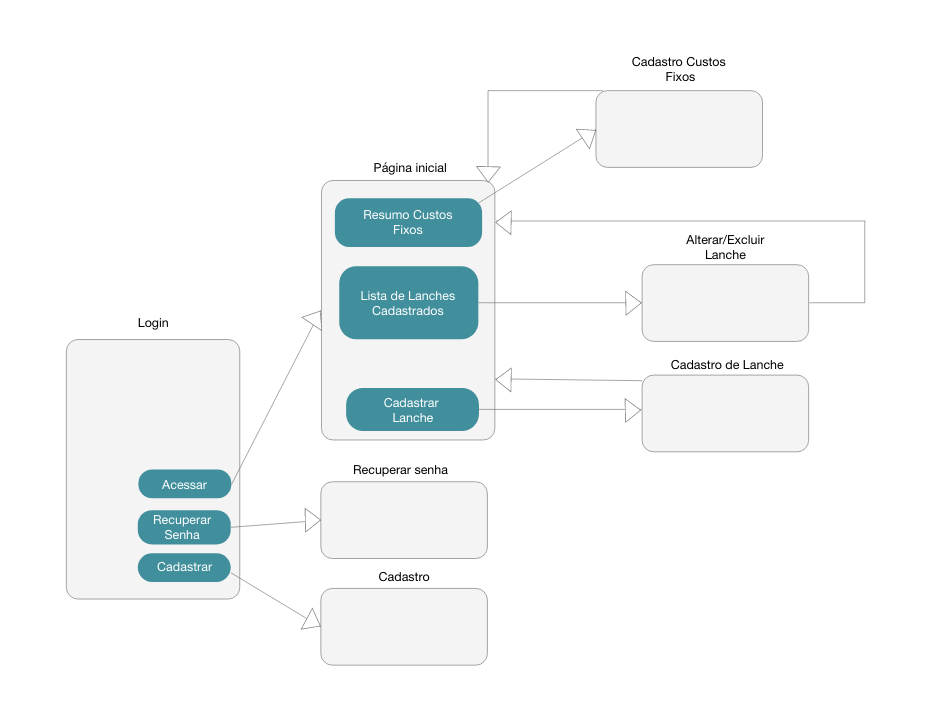 Cadastro Custos
Fixos
Página inicial
Resumo Custos
Fixos
Alterar/Excluir
Lanche
Lista de Lanches
Cadastrados
Login
Cadastro de Lanche
Cadastrar
Lanche
Recuperar senha
Acessar
Recuperar
Senha
Cadastrar
Cadastro